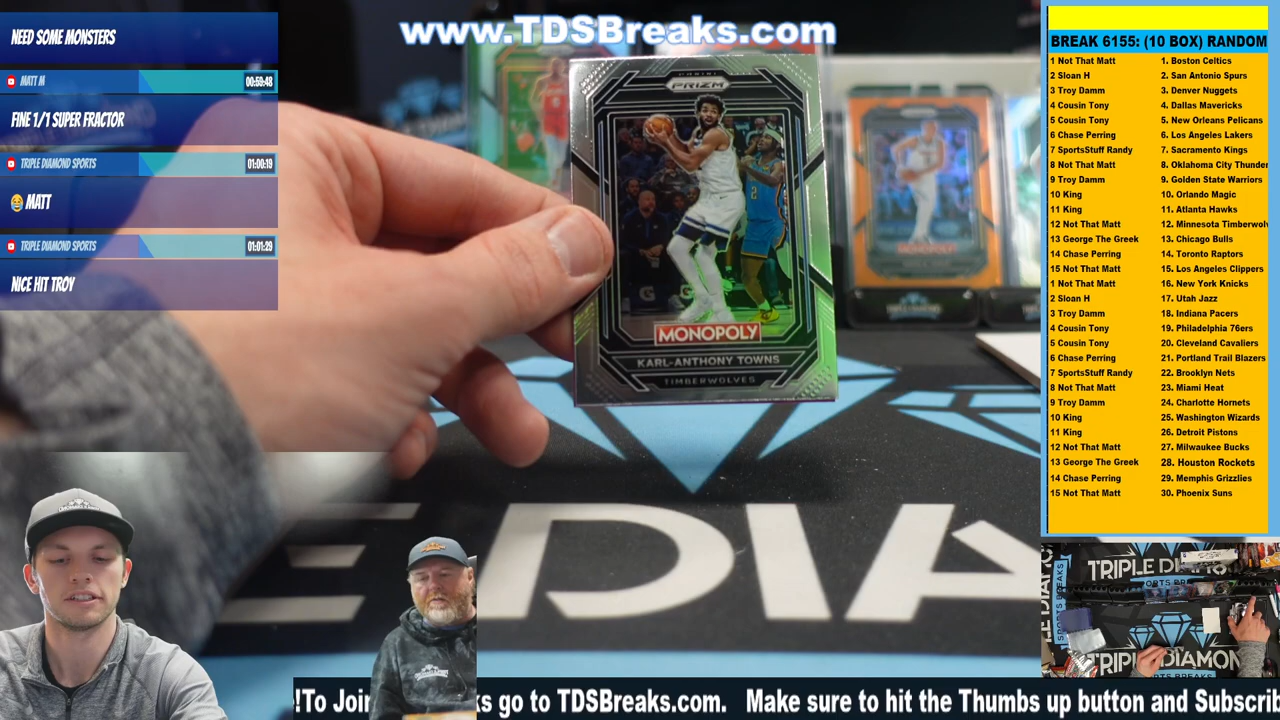 www.TDSBreaks.com
NEED SOME MONSTERS
MATT M
00:59:48
FINE 1/1 SUPER FRACTOR
TRIPLE DIAMOND SPORTS
01:00:19
😂 MATT
TRIPLE DIAMOND SPORTS
01:01:29
NICE HIT TROY
PANINI
PRIZM
MONOPOLY
KARL-ANTHONY TOWNS
TIMBERWOLVES
MONOPOLY
E DIA
BREAK 6155: (10 BOX) RANDOM
1 Not That Matt 1. Boston Celtics
2 Sloan H 2. San Antonio Spurs
3 Troy Damm 3. Denver Nuggets
4 Cousin Tony 4. Dallas Mavericks
5 Cousin Tony 5. New Orleans Pelicans
6 Chase Perring 6. Los Angeles Lakers
7 SportsStuff Randy 7. Sacramento Kings
8 Not That Matt 8. Oklahoma City Thunder
9 Troy Damm 9. Golden State Warriors
10 King 10. Orlando Magic
11 King 11. Atlanta Hawks
12 Not That Matt 12. Minnesota Timberwolv
13 George The Greek 13. Chicago Bulls
14 Chase Perring 14. Toronto Raptors
15 Not That Matt 15. Los Angeles Clippers
1 Not That Matt 16. New York Knicks
2 Sloan H 17. Utah Jazz
3 Troy Damm 18. Indiana Pacers
4 Cousin Tony 19. Philadelphia 76ers
5 Cousin Tony 20. Cleveland Cavaliers
6 Chase Perring 21. Portland Trail Blazers
7 SportsStuff Randy 22. Brooklyn Nets
8 Not That Matt 23. Miami Heat
9 Troy Damm 24. Charlotte Hornets
10 King 25. Washington Wizards
11 King 26. Detroit Pistons
12 Not That Matt 27. Milwaukee Bucks
13 George The Greek 28. Houston Rockets
14 Chase Perring 29. Memphis Grizzlies
15 Not That Matt 30. Phoenix Suns
TRIPLE DIAMO
SPORTS BRE
TRIPLE DIAMON
!To Joi ks go to TDSBreaks.com. Make sure to hit the Thumbs up button and Subscrib